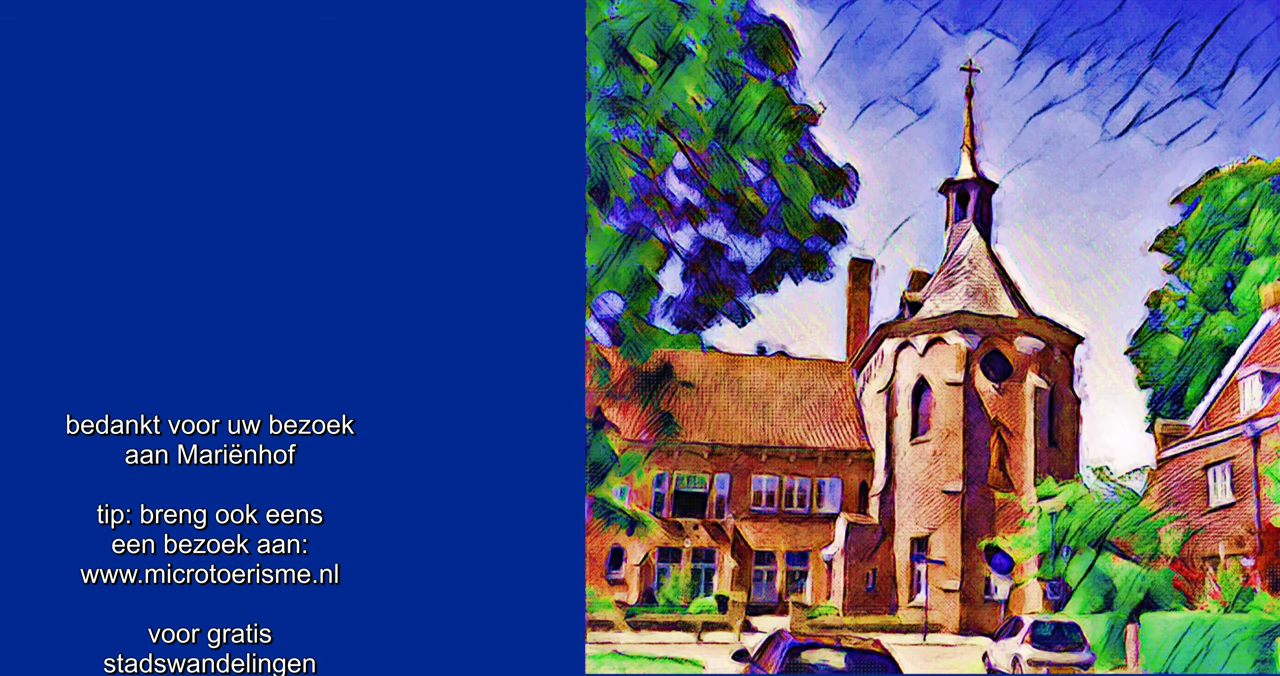 bedankt voor uw bezoek
aan Mariënhof
tip: breng ook eens
een bezoek aan:
www.microtoerisme.nl
voor gratis
stadswandelingen